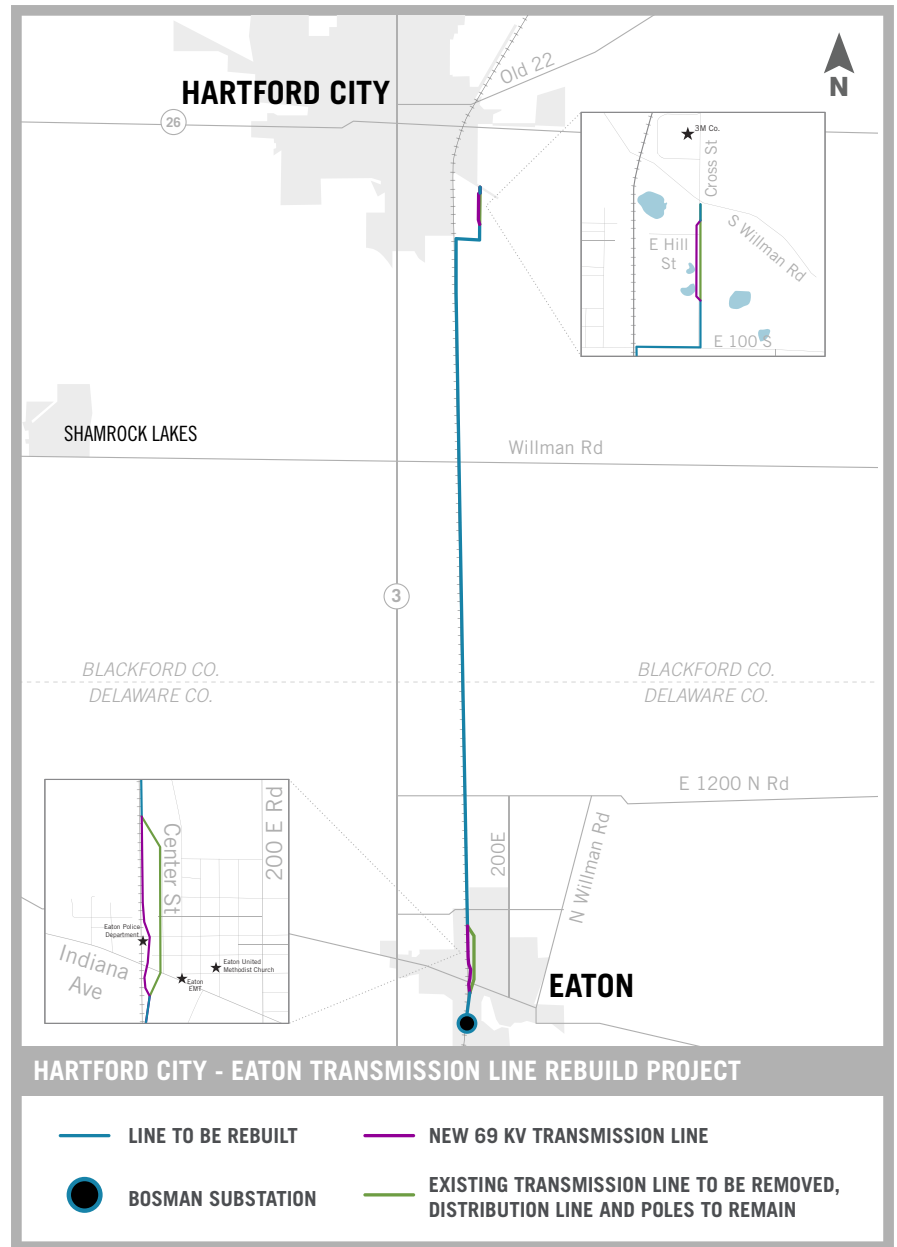 Old 22
HARTFORD CITY
N
26
3M Co.
Cross St
S Willman Rd
E Hill
St
E 100 S
SHAMROCK LAKES
Willman Rd
3
BLACKFORD CO.
DELAWARE CO.
BLACKFORD CO.
DELAWARE CO.
E 1200 N Rd
200 E Rd
Center St
200E
N Willman Rd
Eaton Police
Department
Indiana
Ave
Eaton United
Methodist Church
Eaton
EMT
EATON
HARTFORD CITY - EATON TRANSMISSION LINE REBUILD PROJECT
LINE TO BE REBUILT
NEW 69 KV TRANSMISSION LINE
BOSMAN SUBSTATION
EXISTING TRANSMISSION LINE TO BE REMOVED,
DISTRIBUTION LINE AND POLES TO REMAIN